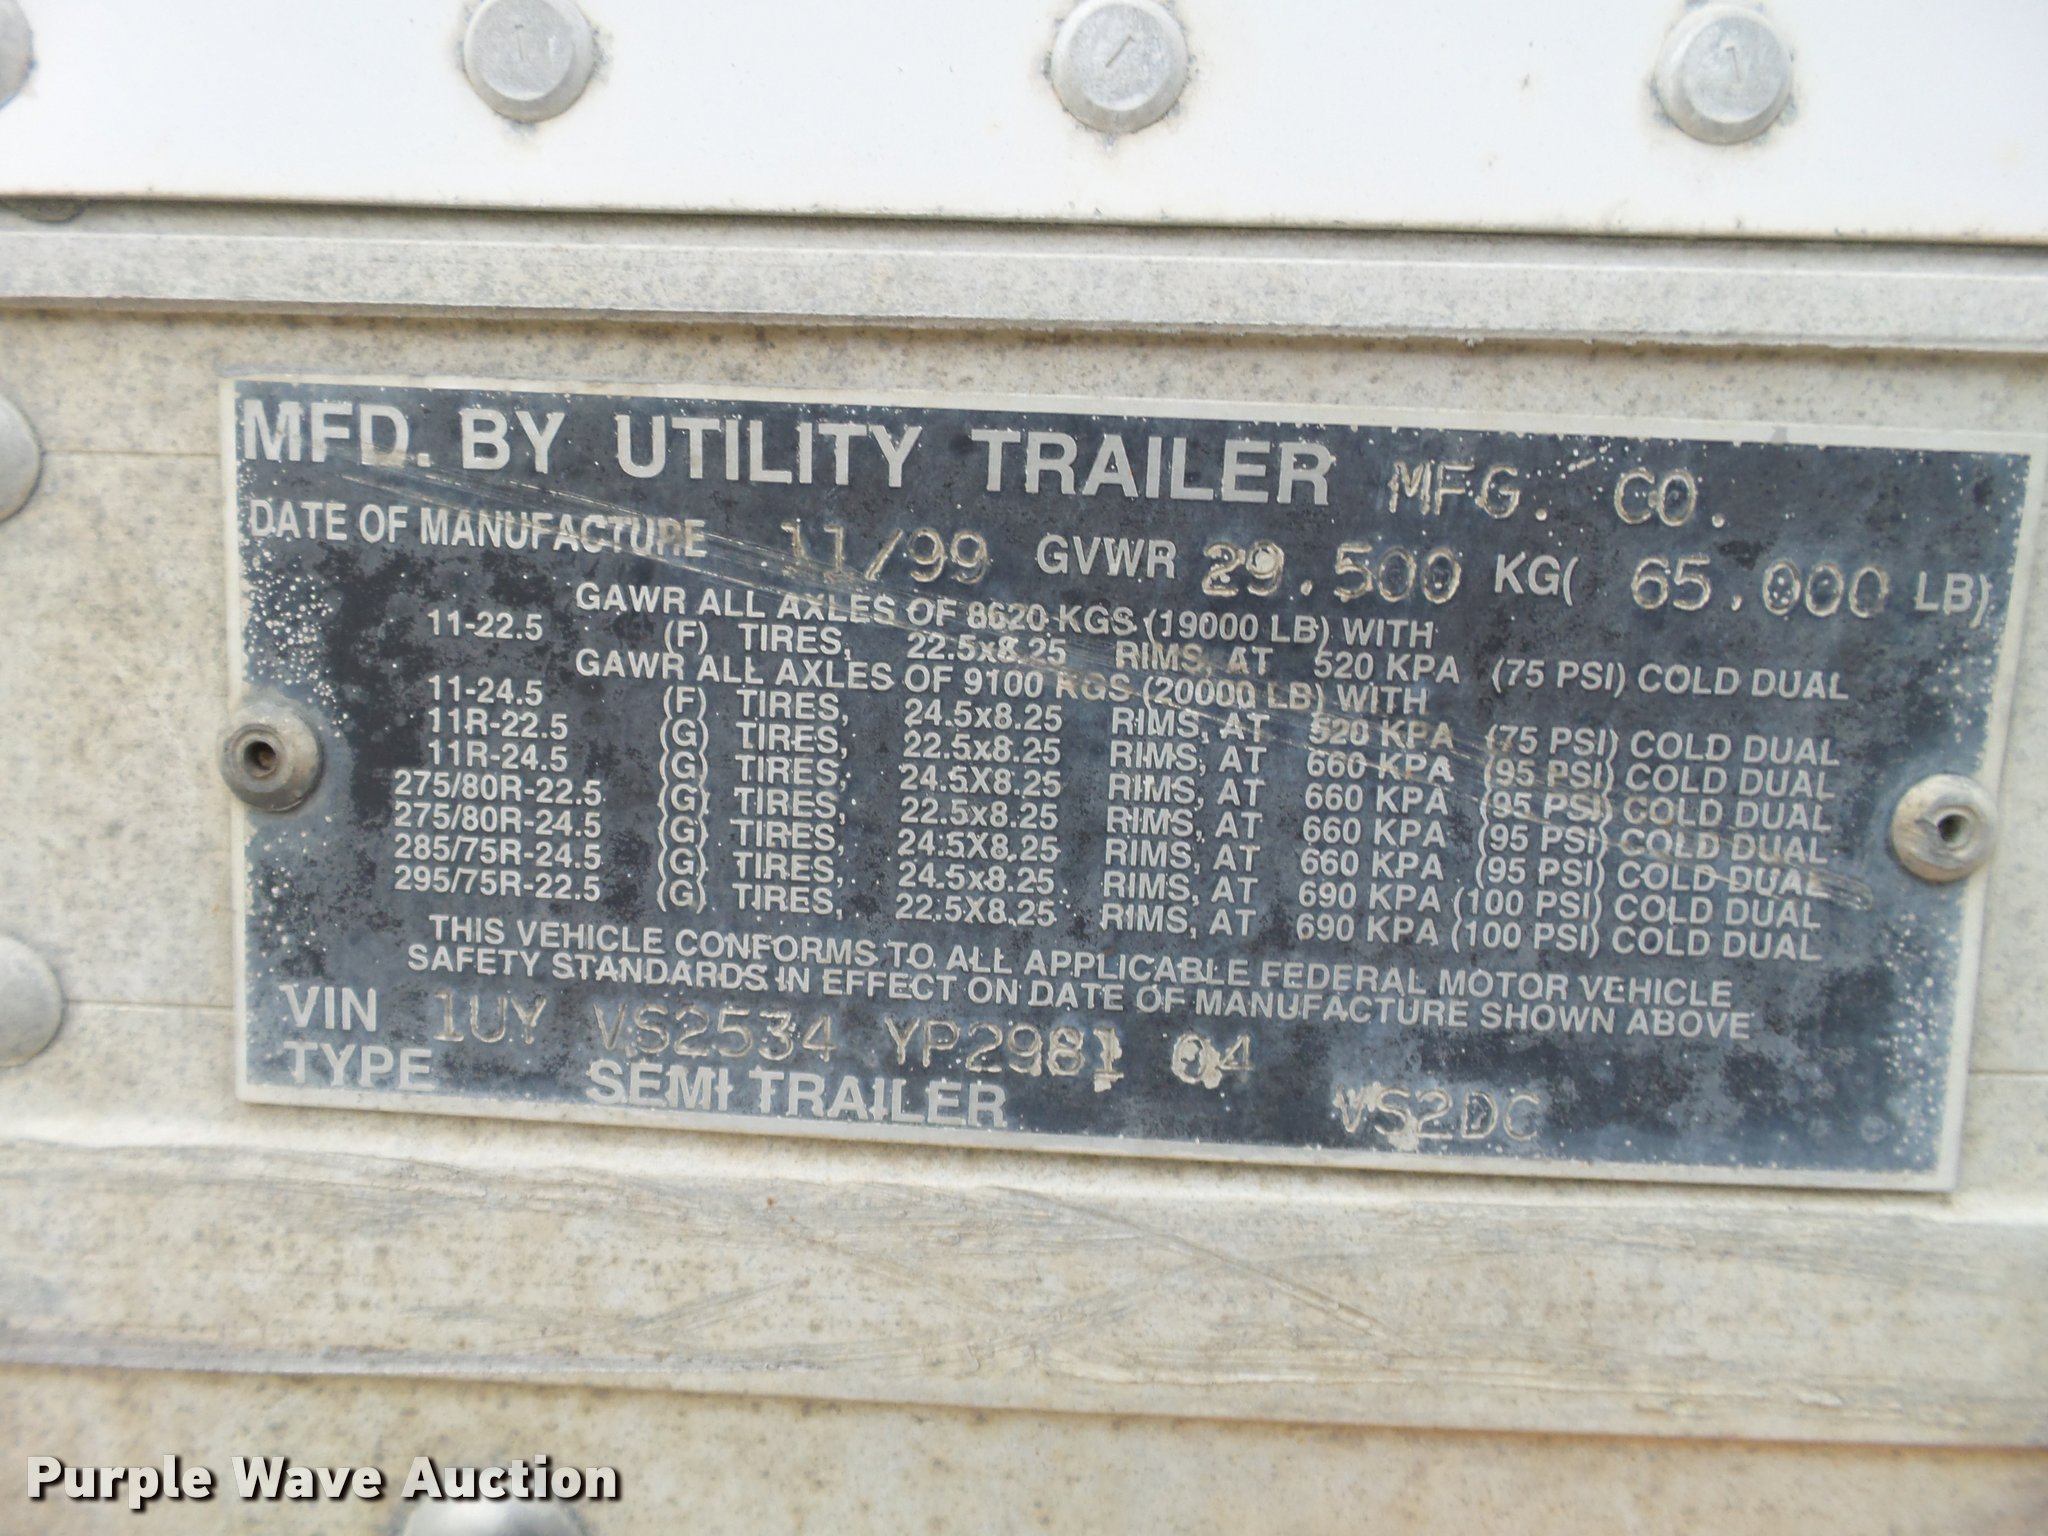 MFD. BY UTILITY TRAILER MFG. CO.
DATE OF MANUFACTURE 11/99 GVWR 29.500 KG( 65.000 LB)
GAWR ALL AXLES OF 8620 KGS (19000 LB) WITH
11-22.5 (F) TIRES, 22.5x8.25 RIMS, AT 520 KPA (75 PSI) COLD DUAL
GAWR ALL AXLES OF 9100 KGS (20000 LB) WITH
11-24.5 (F) TIRES, 24.5x8.25 RIMS, AT 520 KPA (75 PSI) COLD DUAL
11R-22.5 (G) TIRES, 22.5x8.25 RIMS, AT 660 KPA (95 PSI) COLD DUAL
11R-24.5 (G) TIRES, 24.5X8.25 RIMS, AT 660 KPA (95 PSI) COLD DUAL
275/80R-22.5 (G) TIRES, 22.5x8.25 RIMS, AT 660 KPA (95 PSI) COLD DUAL
275/80R-24.5 (G) TIRES, 24.5X8.25 RIMS, AT 660 KPA (95 PSI) COLD DUAL
285/75R-24.5 (G) TIRES, 24.5x8.25 RIMS, AT 690 KPA (100 PSI) COLD DUAL
295/75R-22.5 (G) TIRES, 22.5X8.25 RIMS, AT 690 KPA (100 PSI) COLD DUAL
THIS VEHICLE CONFORMS TO ALL APPLICABLE FEDERAL MOTOR VEHICLE
SAFETY STANDARDS IN EFFECT ON DATE OF MANUFACTURE SHOWN ABOVE
VIN 1UY VS2534 YP2981 04
TYPE SEMI TRAILER VS2DC
Purple Wave Auction